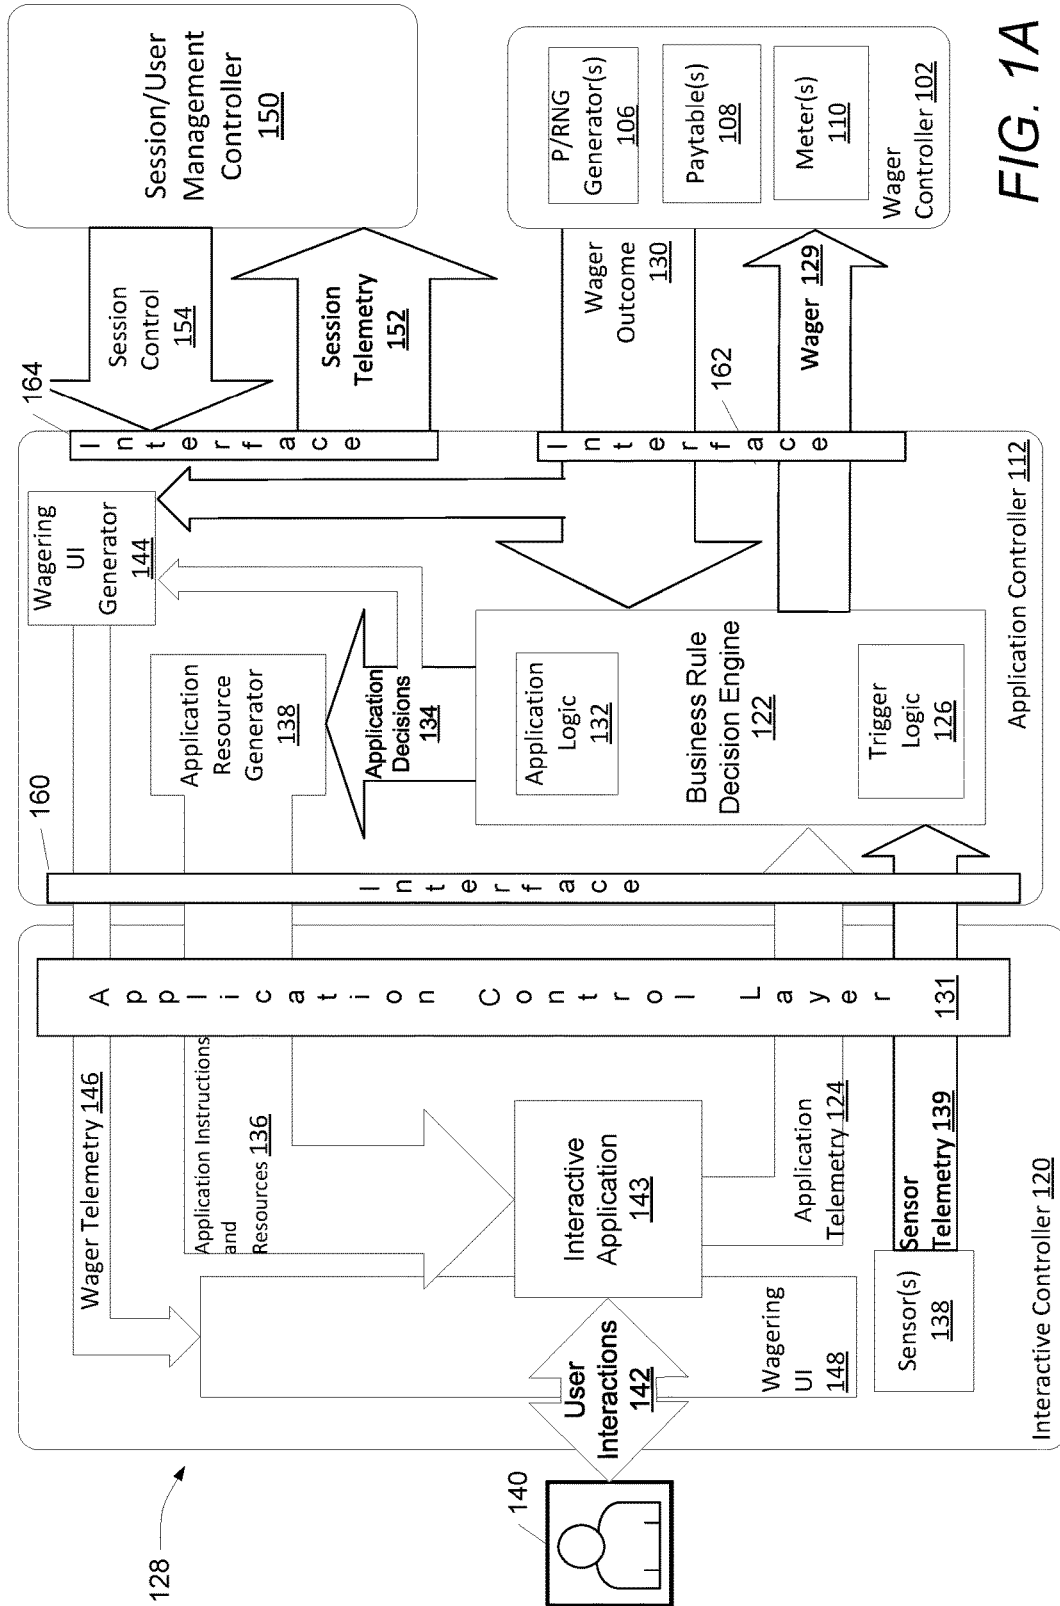 128
140
User
Interactions
142
Wager Telemetry 146
Application Instructions
and
Resources 136
Interactive
Application
143
Application
Telemetry 124
Wagering
UI
148
Sensor(s)
138
Sensor
Telemetry 139
Interactive Controller 120
Application Control Layer 131
160
Interface
Application
Resource
Generator
138
Wagering
UI
Generator
144
Application
Decisions
134
Application
Logic
132
Business Rule
Decision Engine
122
Trigger
Logic
126
Application Controller 112
164
Interface
Interface
162
Session
Control
154
Session
Telemetry
152
Wager
Outcome
130
Wager 129
Session/User
Management
Controller
150
P/RNG
Generator(s)
106
Paytable(s)
108
Meter(s)
110
Wager
Controller 102
FIG. 1A